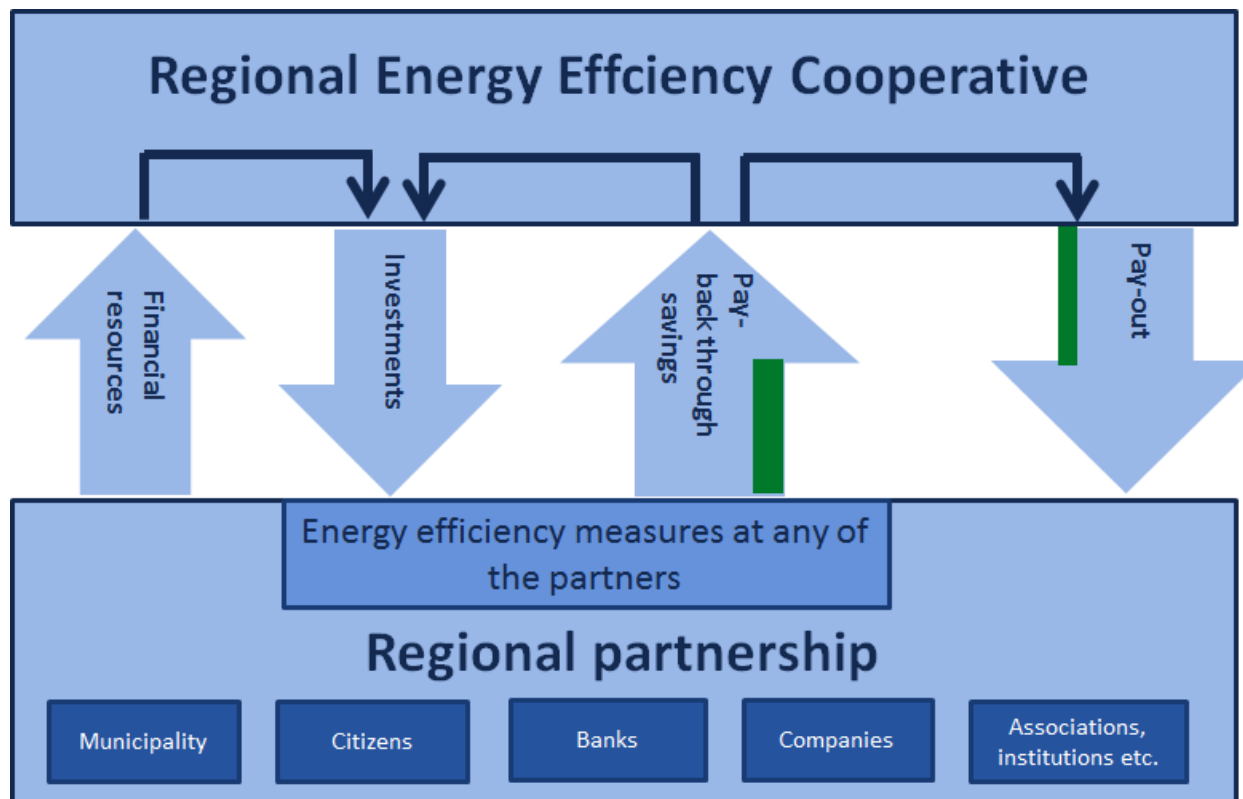 Regional Energy Effciency Cooperative
Financial
resources
Investments
Pay-
back through
savings
Pay-out
Energy efficiency measures at any of
the partners
Regional partnership
Municipality
Citizens
Banks
Companies
Associations,
institutions etc.